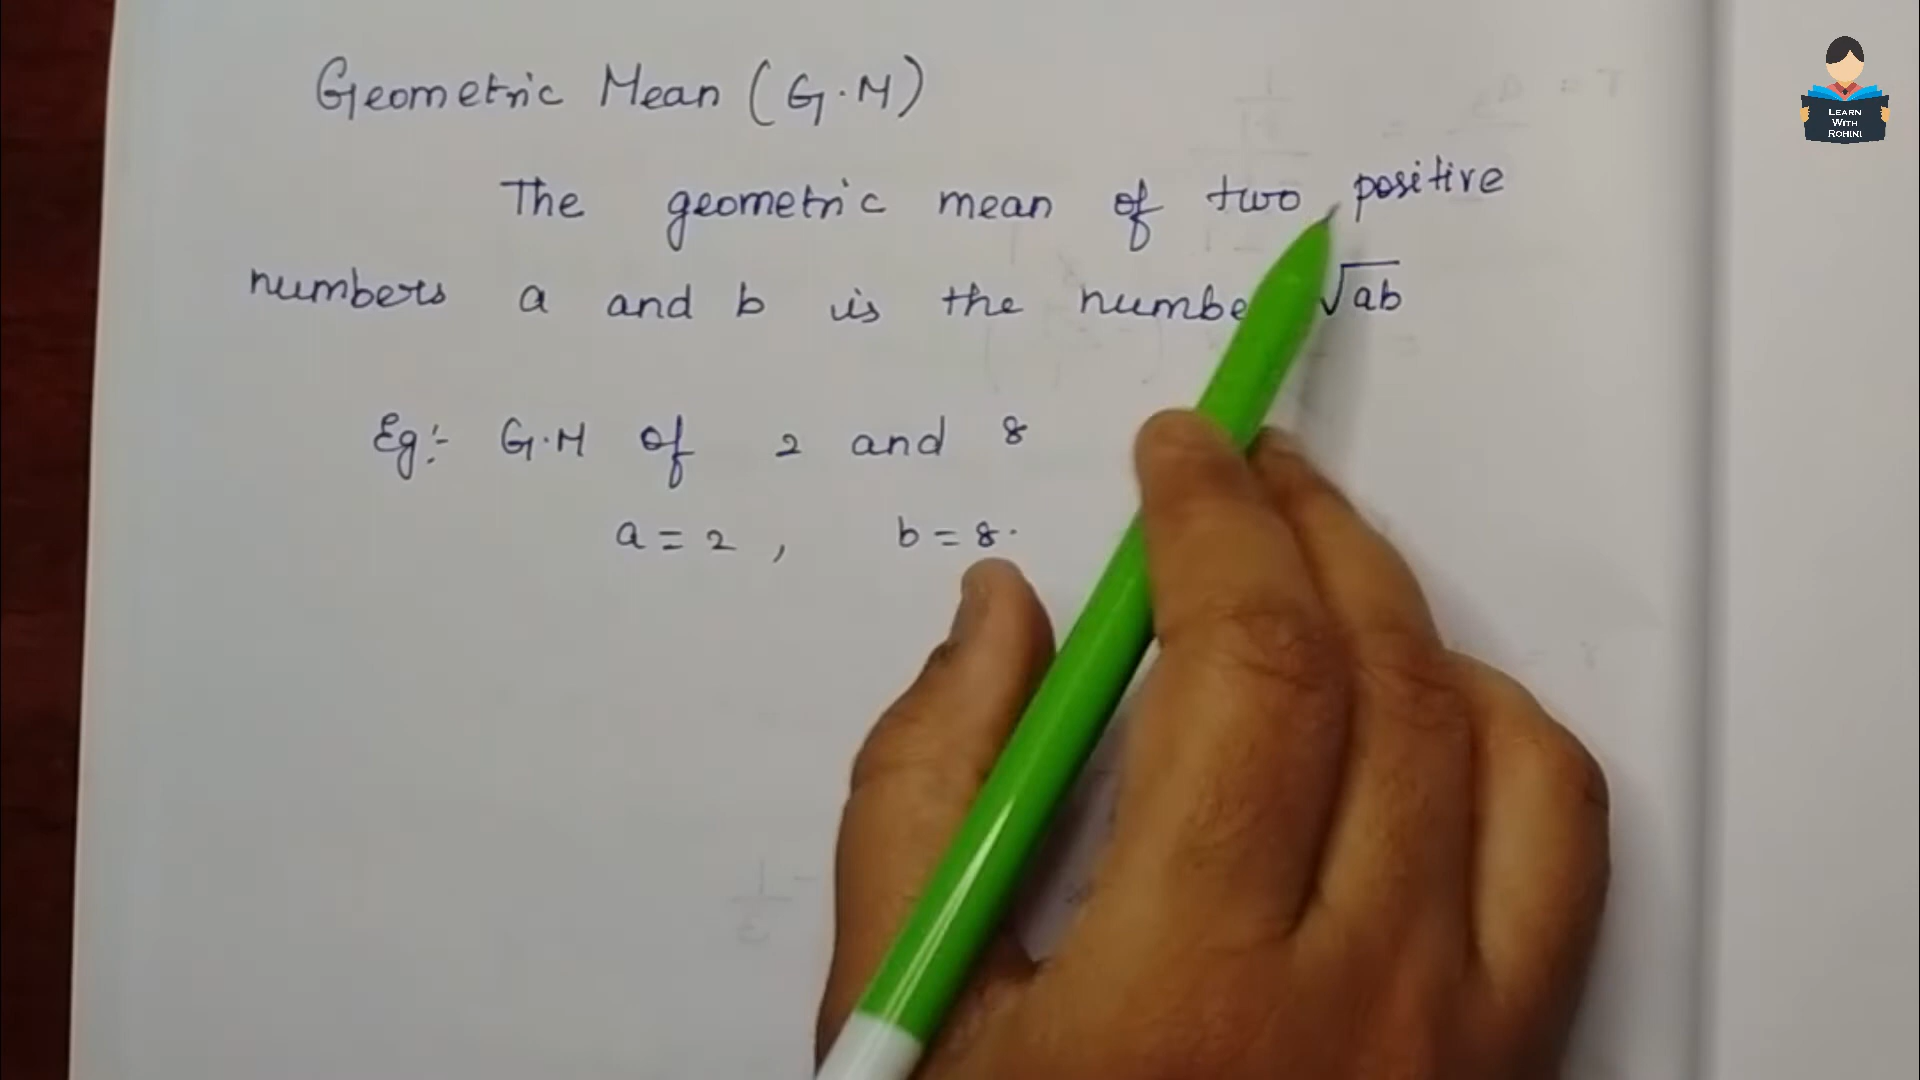 Geometric Mean (G.M)
The geometric mean of two positive
numbers a and b is the number √ab
Eg:- G.M of 2 and 8
a = 2 , b = 8.
LEARN
WITH
ROHINI